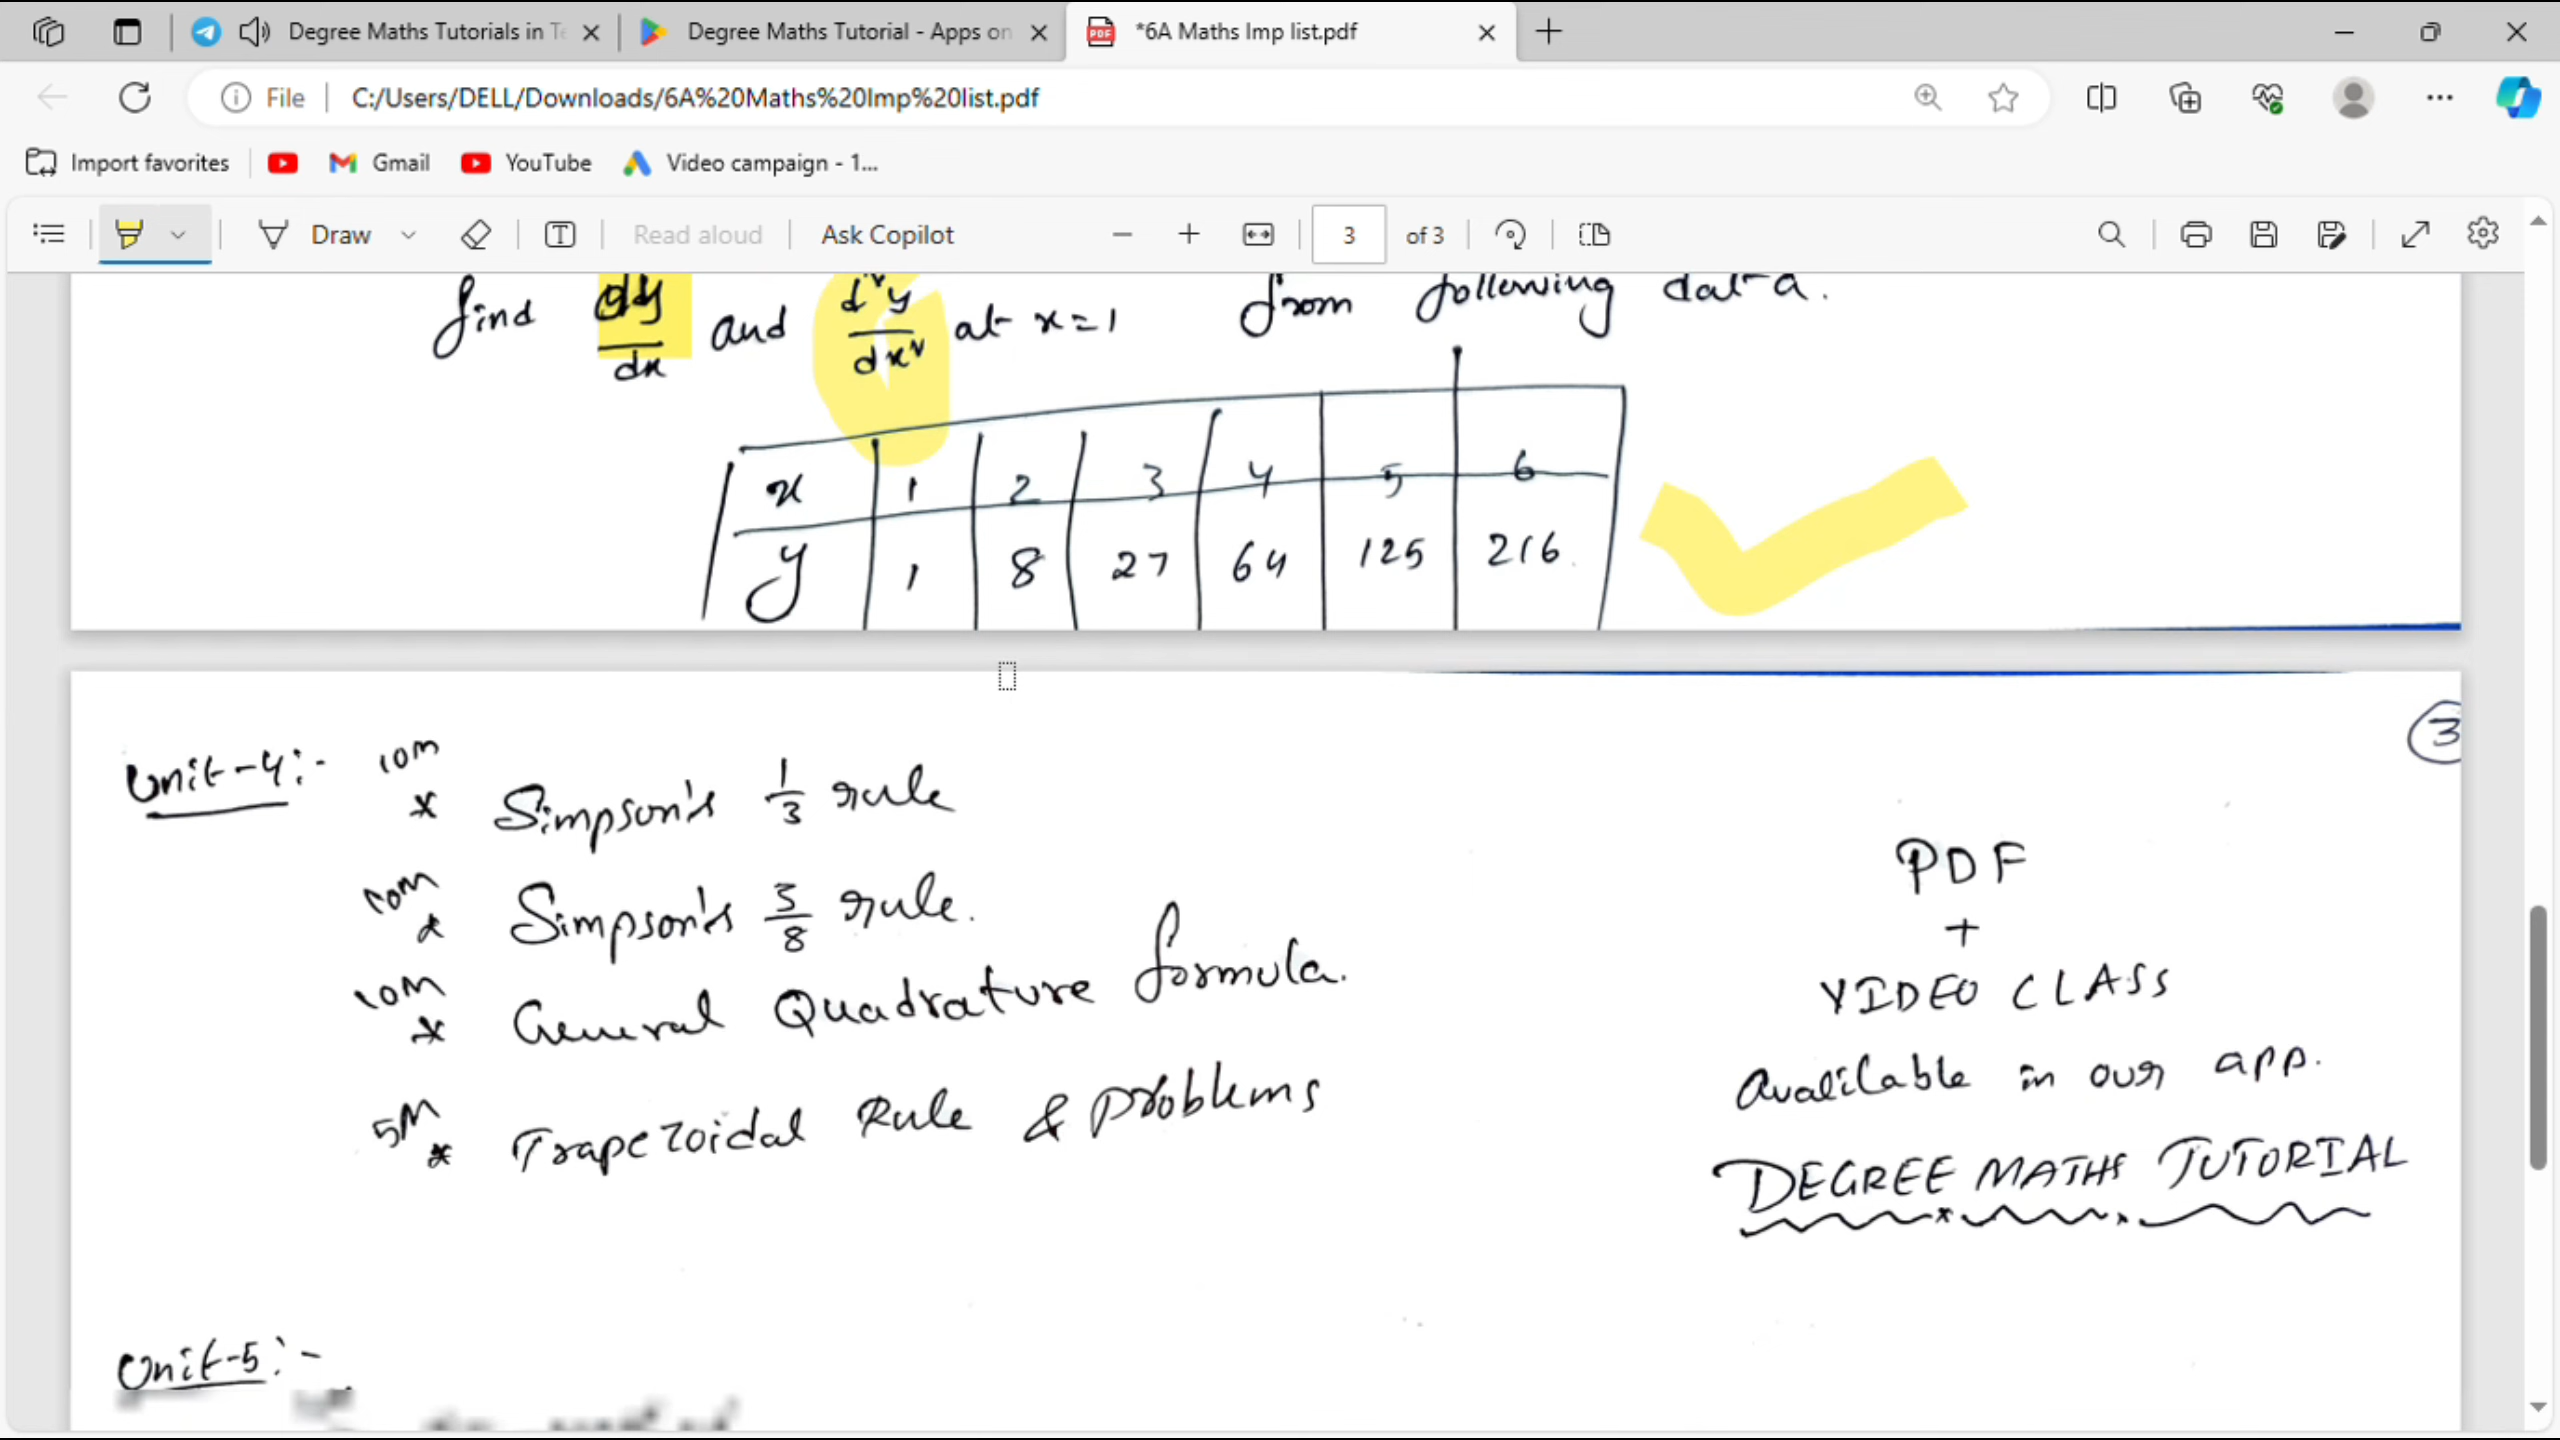 Degree Maths Tutorials in Te
Degree Maths Tutorial - Apps on
*6A Maths Imp list.pdf
File
C:/Users/DELL/Downloads/6A%20Maths%20Imp%20list.pdf
Import favorites
Gmail
YouTube
Video campaign - 1...
Draw
Read aloud
Ask Copilot
3 of 3
find dy/dx and d^v y/dx^v at x=1 from following data.
x 1 2 3 4 5 6
y 1 8 27 64 125 216.
3
Unit-4:- 10M
* Simpson's 1/3 rule
10M
* Simpson's 3/8 rule.
10M
* General Quadrature formula.
5M
* Trapezoidal Rule & Problems
PDF
+
VIDEO CLASS
Avalilable in our app.
DEGREE MATHS TUTORIAL
Unit-5:-